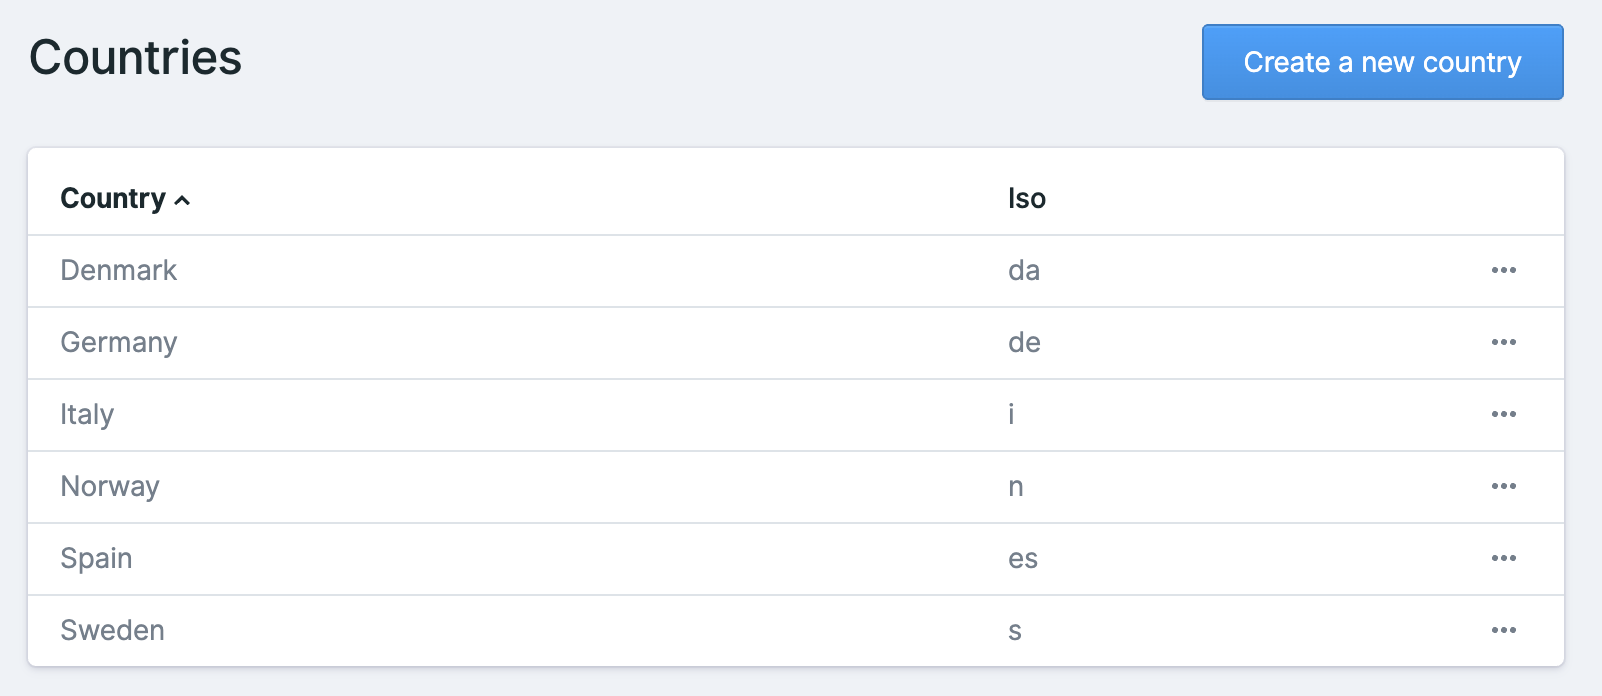 Countries
Create a new country
Country Iso
Denmark da
Germany de
Italy i
Norway n
Spain es
Sweden s